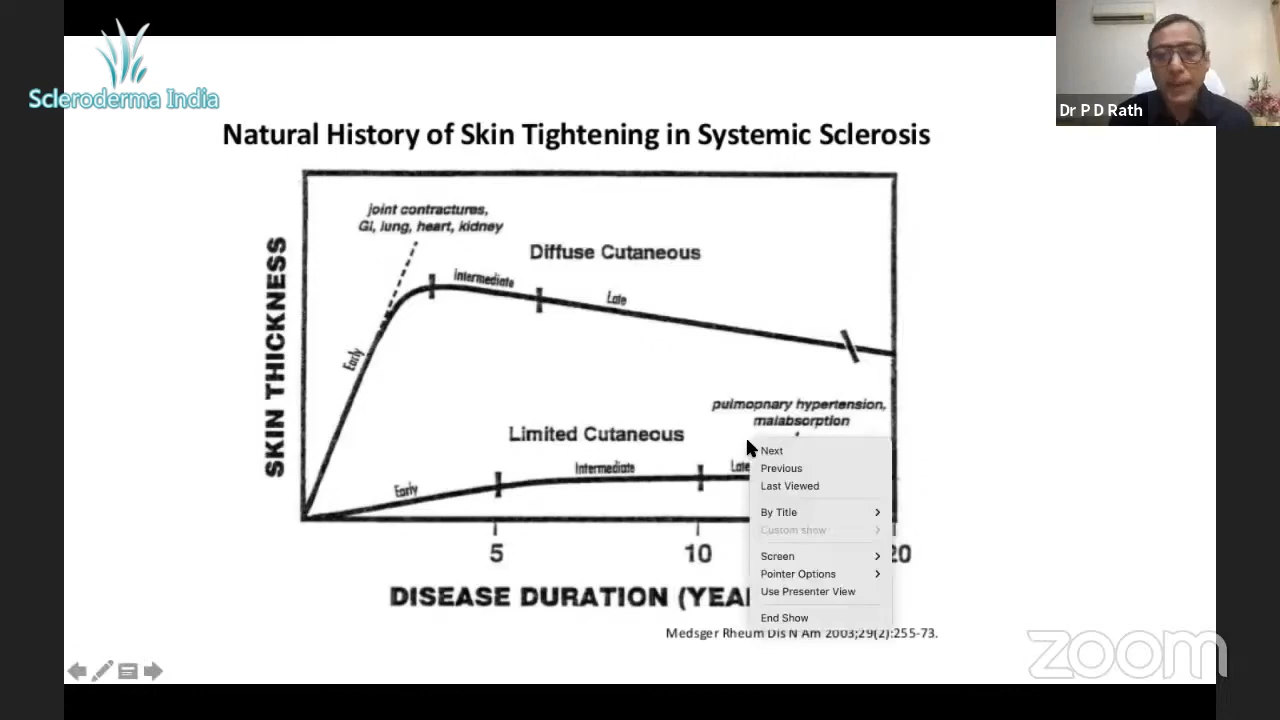 Scleroderma India
Dr P D Rath
Natural History of Skin Tightening in Systemic Sclerosis
joint contractures,
GI, lung, heart, kidney
Diffuse Cutaneous
Intermediate
Late
Early
SKIN THICKNESS
pulmopnary hypertension,
malabsorption
Limited Cutaneous
Early
Intermediate
Late
Next
Previous
Last Viewed
By Title
Custom show
Screen
Pointer Options
Use Presenter View
End Show
5
10
20
DISEASE DURATION (YEA
Medsger Rheum Dis N Am 2003;29(2):255-73.
zoom